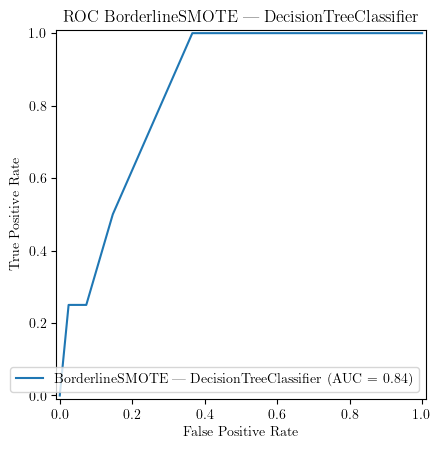 ROC BorderlineSMOTE — DecisionTreeClassifier
1.0
0.8
0.6
0.4
0.2
0.0
True Positive Rate
BorderlineSMOTE — DecisionTreeClassifier (AUC = 0.84)
0.0 0.2 0.4 0.6 0.8 1.0
False Positive Rate